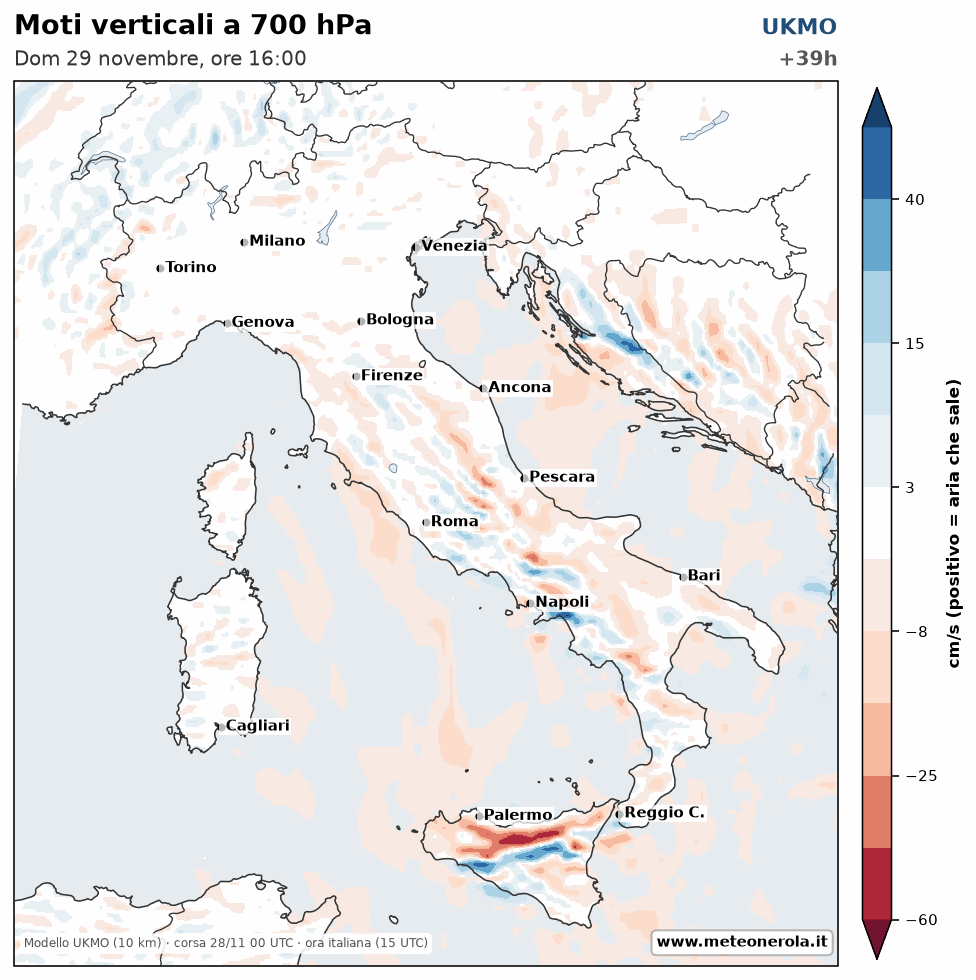 Moti verticali a 700 hPa
UKMO
Dom 29 novembre, ore 16:00
+39h
Milano
Venezia
Torino
Genova
Bologna
Firenze
Ancona
Pescara
Roma
Bari
Napoli
Cagliari
Palermo
Reggio C.
40
15
3
−8
−25
−60
cm/s (positivo = aria che sale)
Modello UKMO (10 km) · corsa 28/11 00 UTC · ora italiana (15 UTC)
www.meteonerola.it